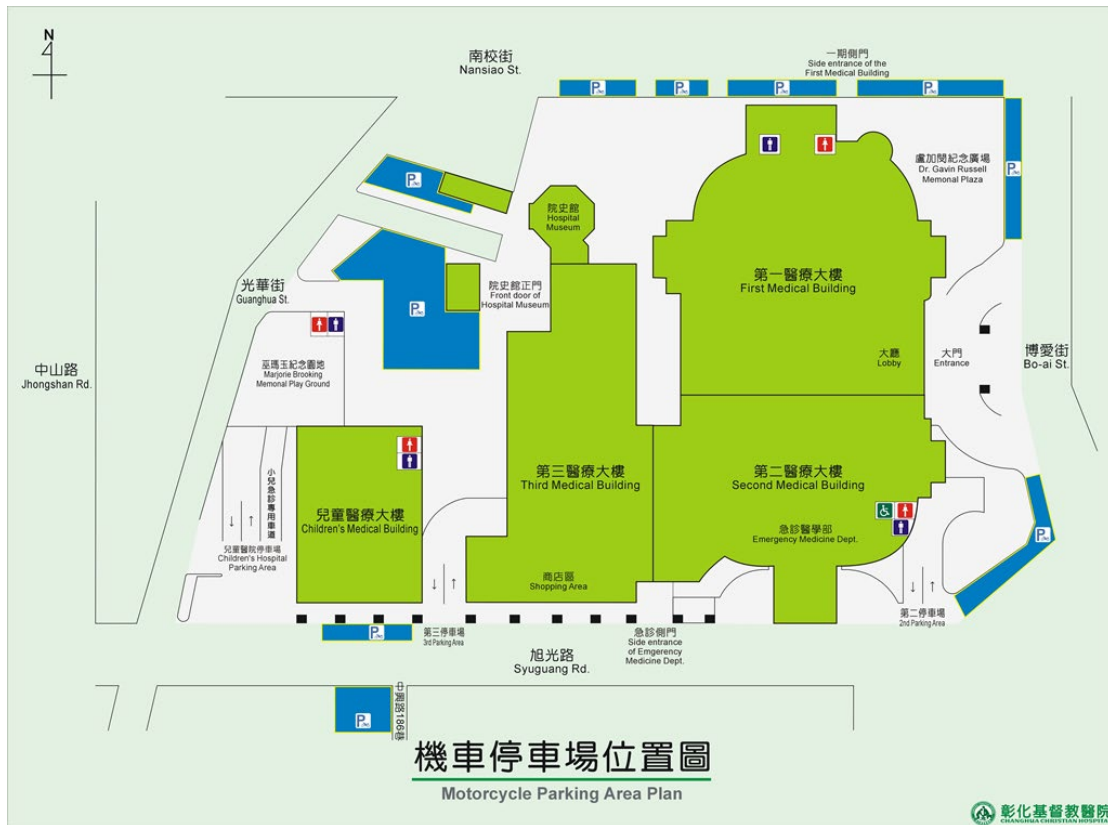 N
南校街
Nansiao St.
一期側門
Side entrance of the
First Medical Building
盧加閔紀念廣場
Dr. Gavin Russell
Memonal Plaza
院史館
Hospital
Museum
第一醫療大樓
First Medical Building
光華街
Guanghua St.
院史館正門
Front door of
Hospital Museum
中山路
Jhongshan Rd.
巫瑪玉紀念園地
Marjorie Brooking
Memonal Play Ground
大廳
Lobby
大門
Entrance
博愛街
Bo-ai St.
小兒急診專用車道
兒童醫療大樓
Children's Medical Building
第三醫療大樓
Third Medical Building
第二醫療大樓
Second Medical Building
急診醫學部
Emergency Medicine Dept.
兒童醫院停車場
Children's Hospital
Parking Area
商店區
Shopping Area
第三停車場
3rd Parking Area
急診側門
Side entrance
of Emgerency
Medicine Dept.
第二停車場
2nd Parking Area
旭光路
Syuguang Rd.
中興路186巷
機車停車場位置圖
Motorcycle Parking Area Plan
彰化基督教醫院
CHANGHUA CHRISTIAN HOSPITAL